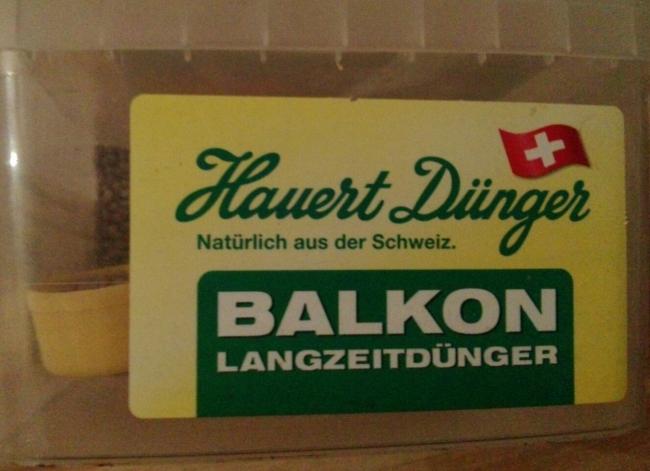 Hauert Dünger
Natürlich aus der Schweiz.
BALKON
LANGZEITDÜNGER